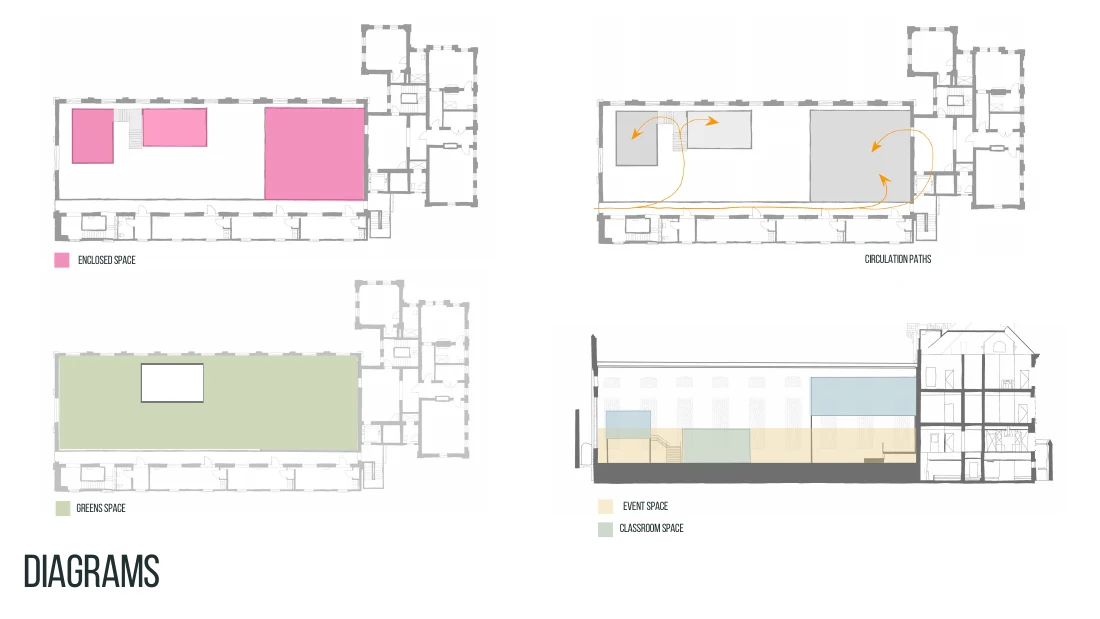 ENCLOSED SPACE
CIRCULATION PATHS
GREENS SPACE
EVENT SPACE
CLASSROOM SPACE
DIAGRAMS